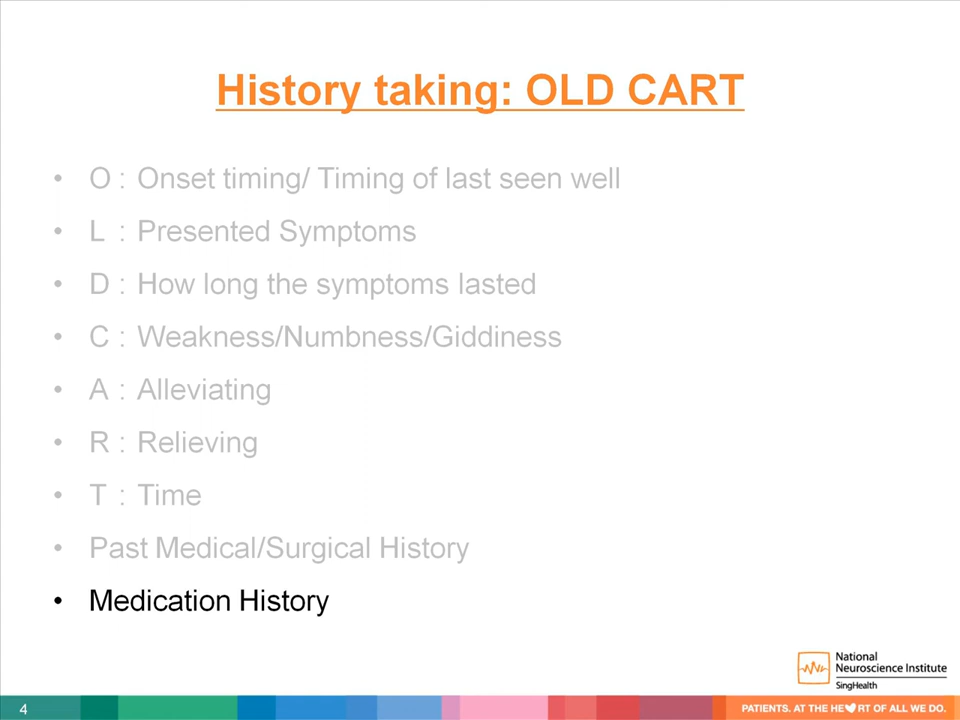 History taking: OLD CART
• O : Onset timing/ Timing of last seen well
• L : Presented Symptoms
• D : How long the symptoms lasted
• C : Weakness/Numbness/Giddiness
• A : Alleviating
• R : Relieving
• T : Time
• Past Medical/Surgical History
• Medication History
National
Neuroscience Institute
SingHealth
4
PATIENTS. AT THE HE♥RT OF ALL WE DO.